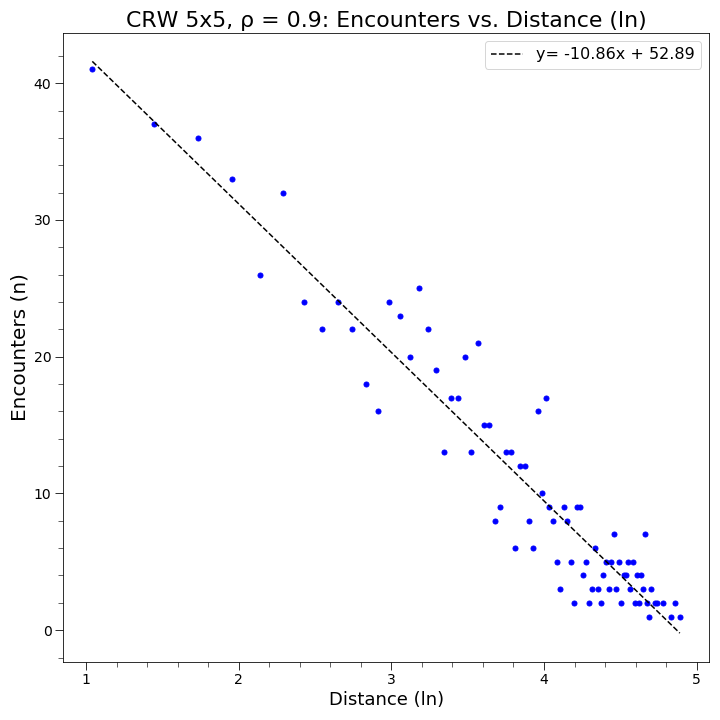 CRW 5x5, ρ = 0.9: Encounters vs. Distance (ln)
y= -10.86x + 52.89
Encounters (n)
40
30
20
10
0
1 2 3 4 5
Distance (ln)